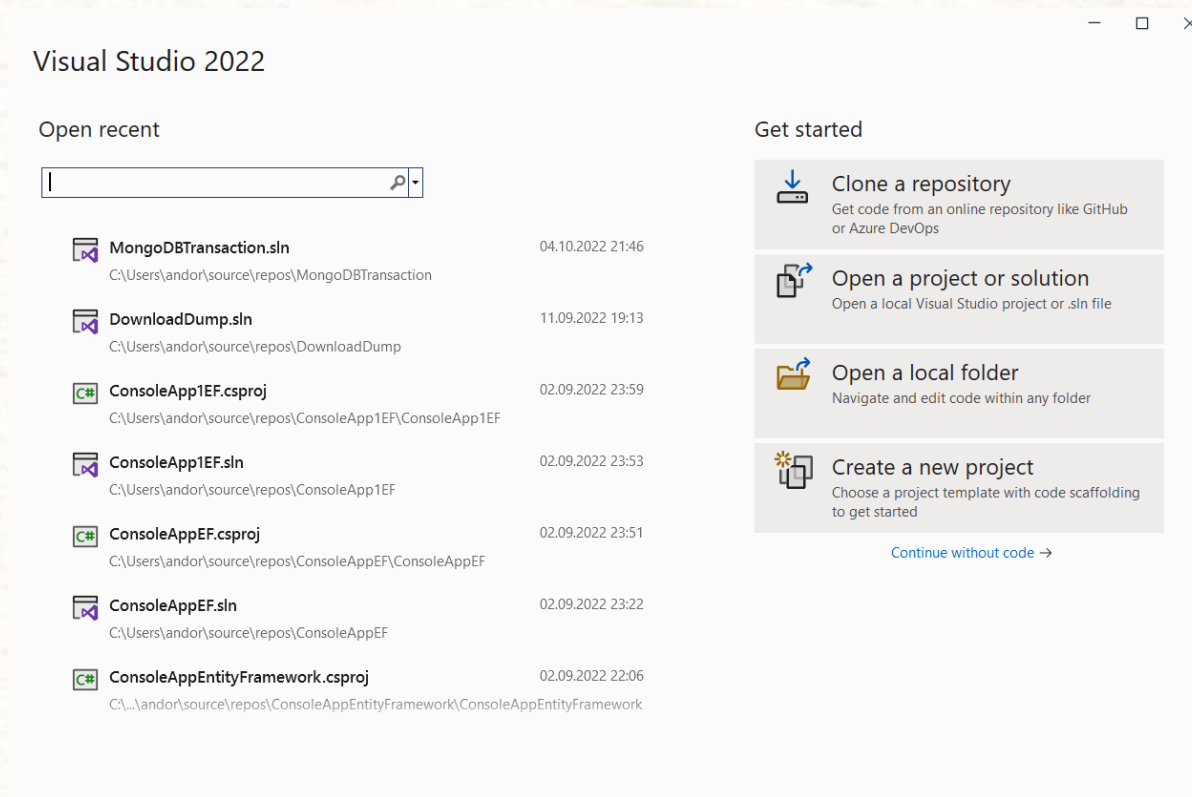 Visual Studio 2022
Open recent
MongoDBTransaction.sln 04.10.2022 21:46
C:\Users\andor\source\repos\MongoDBTransaction
DownloadDump.sln 11.09.2022 19:13
C:\Users\andor\source\repos\DownloadDump
C# ConsoleApp1EF.csproj 02.09.2022 23:59
C:\Users\andor\source\repos\ConsoleApp1EF\ConsoleApp1EF
ConsoleApp1EF.sln 02.09.2022 23:53
C:\Users\andor\source\repos\ConsoleApp1EF
C# ConsoleAppEF.csproj 02.09.2022 23:51
C:\Users\andor\source\repos\ConsoleAppEF\ConsoleAppEF
ConsoleAppEF.sln 02.09.2022 23:22
C:\Users\andor\source\repos\ConsoleAppEF
C# ConsoleAppEntityFramework.csproj 02.09.2022 22:06
C:\...\andor\source\repos\ConsoleAppEntityFramework\ConsoleAppEntityFramework
Get started
Clone a repository
Get code from an online repository like GitHub
or Azure DevOps
Open a project or solution
Open a local Visual Studio project or .sln file
Open a local folder
Navigate and edit code within any folder
Create a new project
Choose a project template with code scaffolding
to get started
Continue without code →